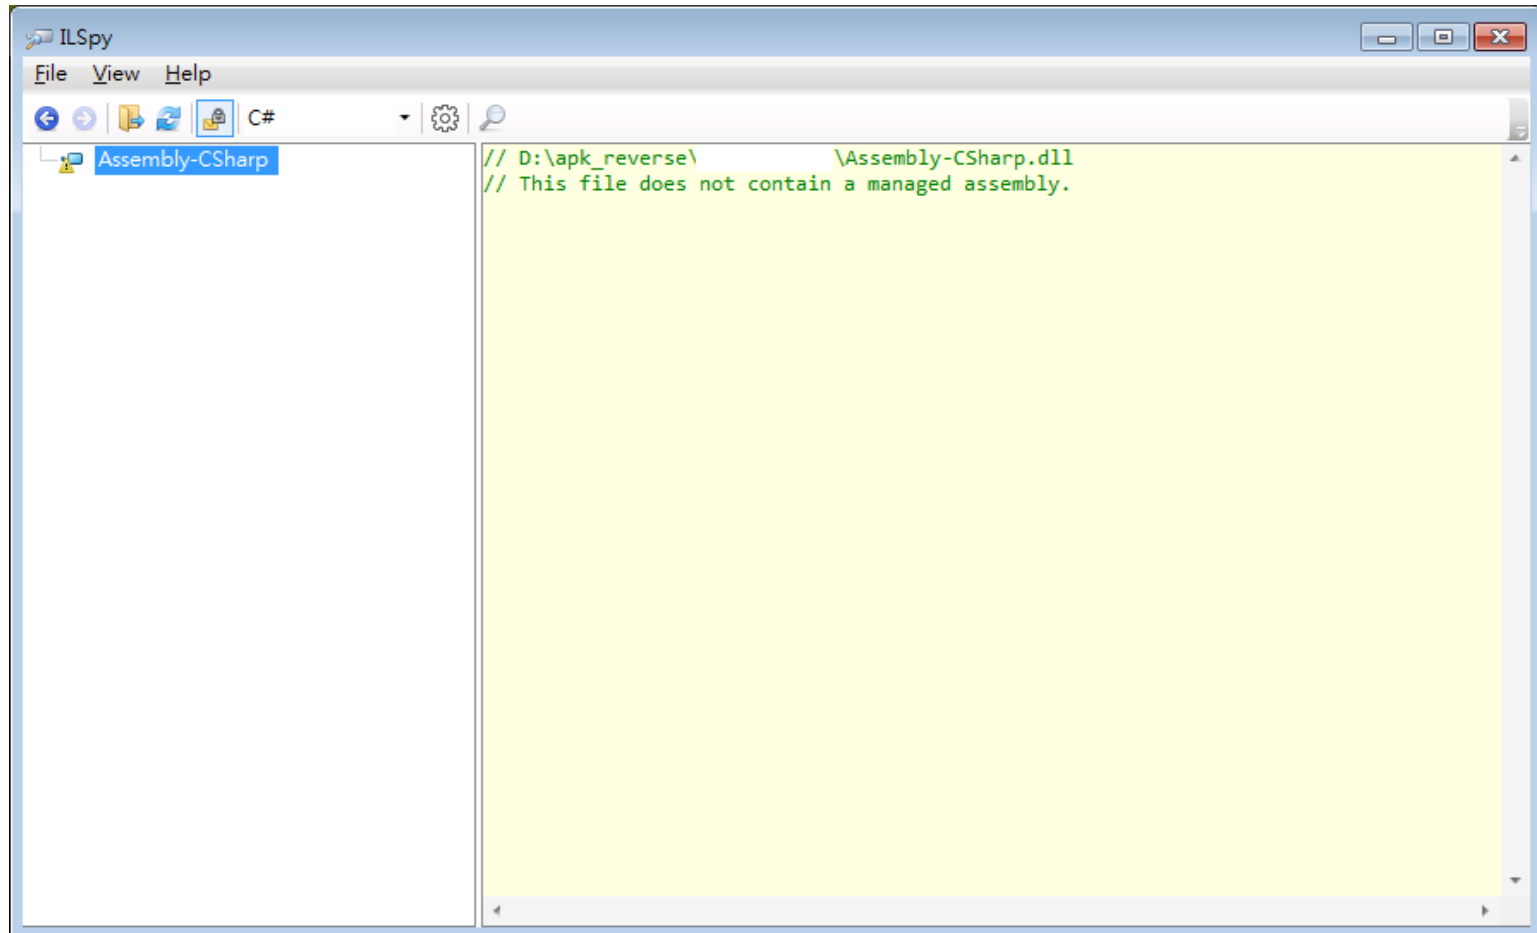 ILSpy
File View Help
C#
Assembly-CSharp
// D:\apk_reverse\ \Assembly-CSharp.dll
// This file does not contain a managed assembly.